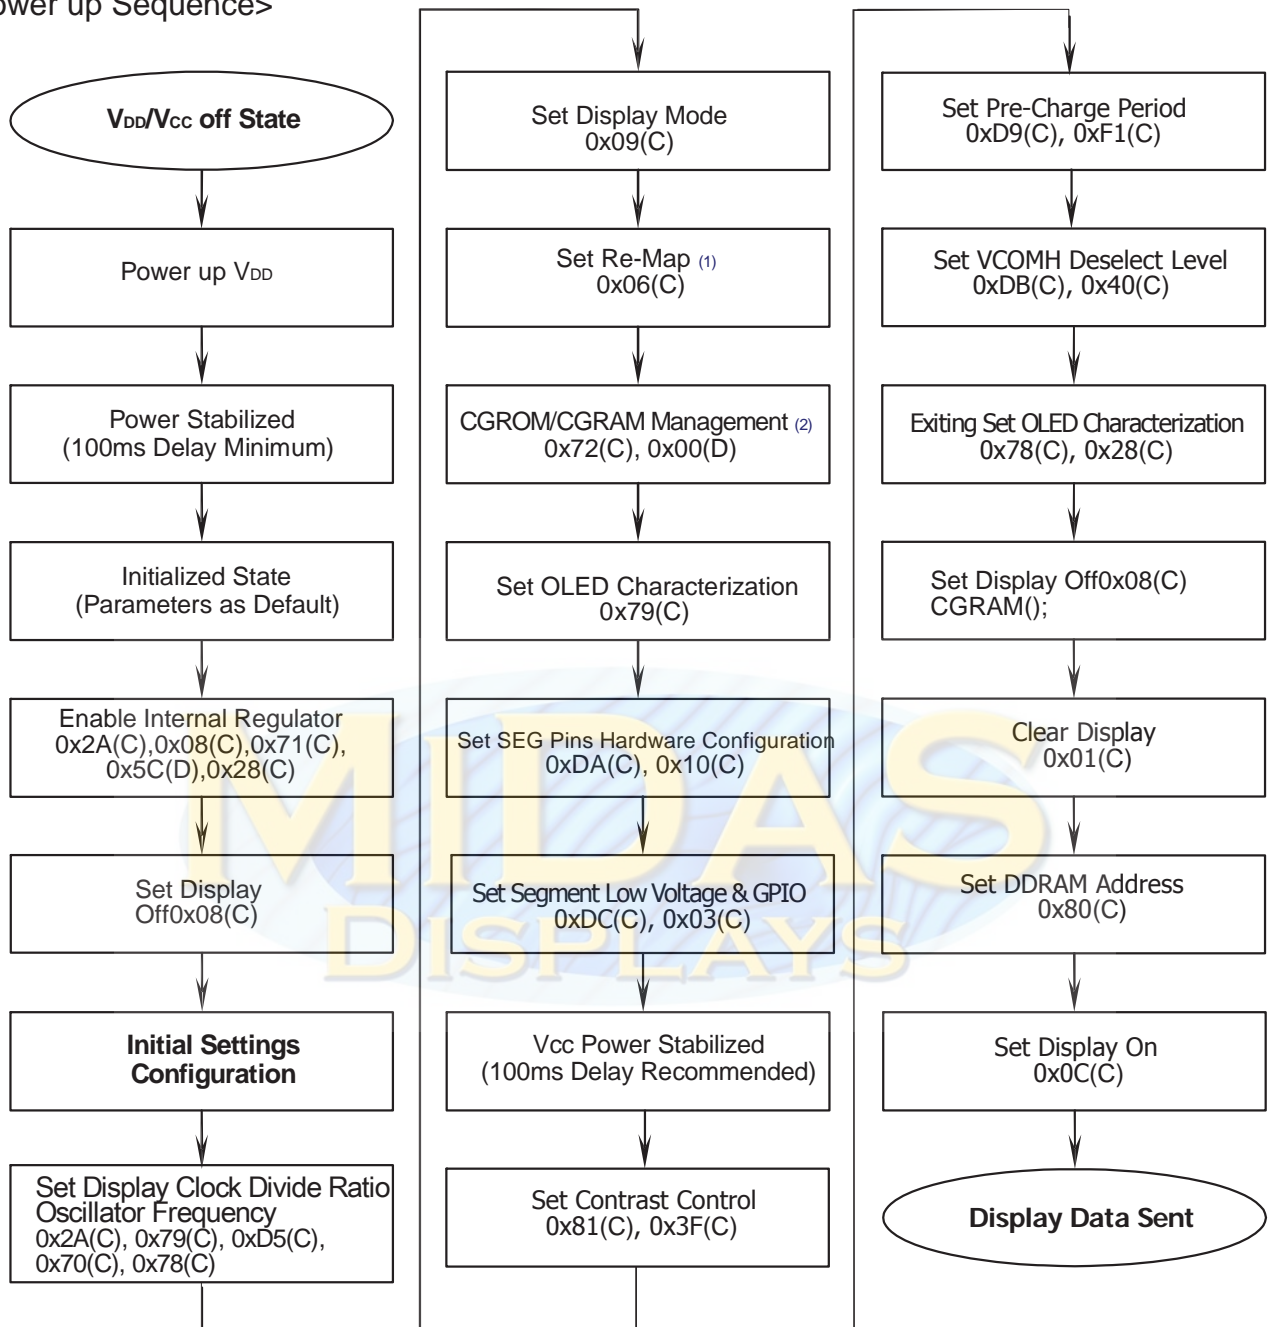 ower up Sequence>
VDD/VCC off State
Power up VDD
Power Stabilized
(100ms Delay Minimum)
Initialized State
(Parameters as Default)
Enable Internal Regulator
0x2A(C),0x08(C),0x71(C),
0x5C(D),0x28(C)
Set Display
Off0x08(C)
Initial Settings
Configuration
Set Display Clock Divide Ratio
Oscillator Frequency
0x2A(C), 0x79(C), 0xD5(C),
0x70(C), 0x78(C)
Set Display Mode
0x09(C)
Set Re-Map (1)
0x06(C)
CGROM/CGRAM Management (2)
0x72(C), 0x00(D)
Set OLED Characterization
0x79(C)
Set SEG Pins Hardware Configuration
0xDA(C), 0x10(C)
Set Segment Low Voltage & GPIO
0xDC(C), 0x03(C)
Vcc Power Stabilized
(100ms Delay Recommended)
Set Contrast Control
0x81(C), 0x3F(C)
Set Pre-Charge Period
0xD9(C), 0xF1(C)
Set VCOMH Deselect Level
0xDB(C), 0x40(C)
Exiting Set OLED Characterization
0x78(C), 0x28(C)
Set Display Off0x08(C)
CGRAM();
Clear Display
0x01(C)
Set DDRAM Address
0x80(C)
Set Display On
0x0C(C)
Display Data Sent
MIDAS
DISPLAYS